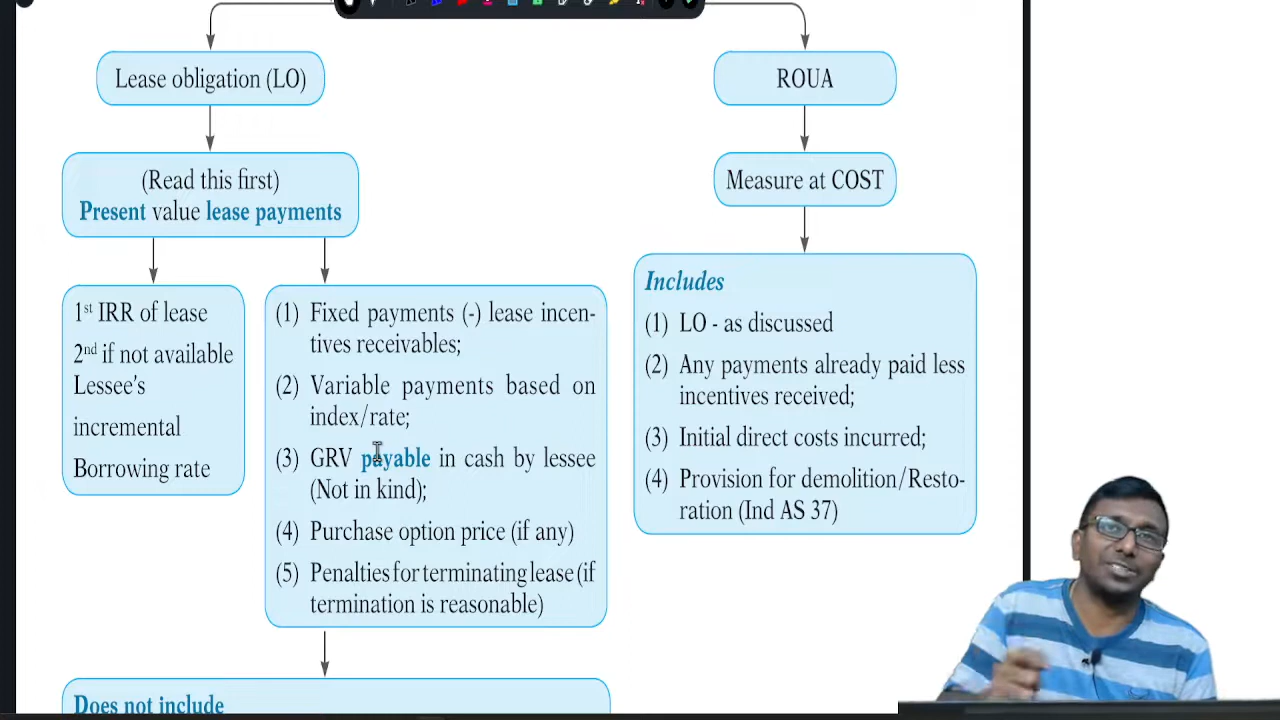 Lease obligation (LO)
(Read this first)
Present value lease payments
1st IRR of lease
2nd if not available
Lessee's
incremental
Borrowing rate
(1) Fixed payments (-) lease incen-
tives receivables;
(2) Variable payments based on
index/rate;
(3) GRV payable in cash by lessee
(Not in kind);
(4) Purchase option price (if any)
(5) Penalties for terminating lease (if
termination is reasonable)
Does not include
ROUA
Measure at COST
Includes
(1) LO - as discussed
(2) Any payments already paid less
incentives received;
(3) Initial direct costs incurred;
(4) Provision for demolition/Resto-
ration (Ind AS 37)